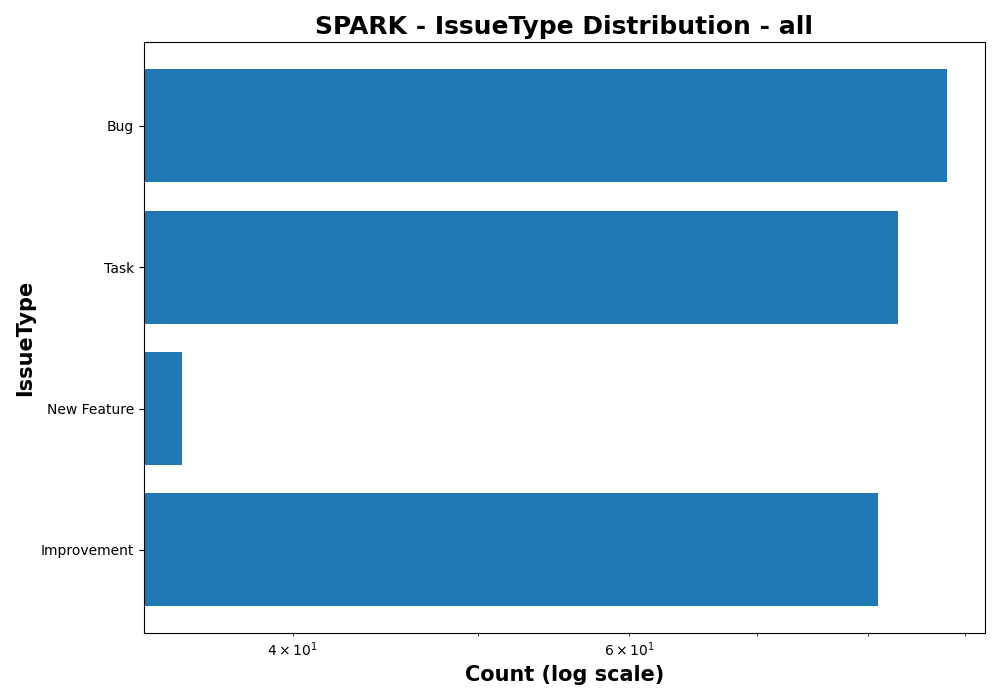 SPARK - IssueType Distribution - all
Bug
Task
New Feature
Improvement
IssueType
4 × 10¹
6 × 10¹
Count (log scale)